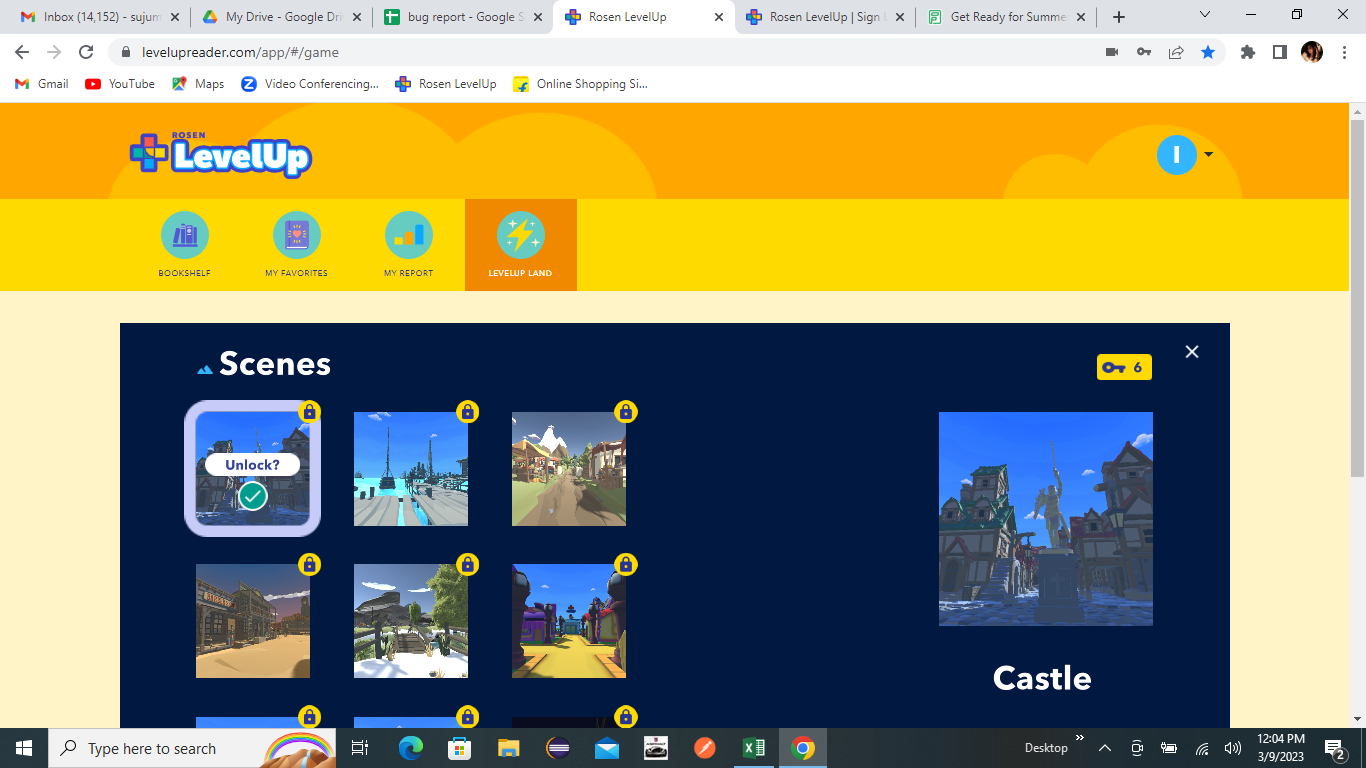 Inbox (14,152) - sujum
My Drive - Google Dri
bug report - Google S
Rosen LevelUp
Rosen LevelUp | Sign U
Get Ready for Summe
levelupreader.com/app/#/game
Gmail
YouTube
Maps
Video Conferencing...
Rosen LevelUp
Online Shopping Si...
ROSEN
LevelUp
I
BOOKSHELF
MY FAVORITES
MY REPORT
LEVELUP LAND
Scenes
6
Unlock?
Castle
Type here to search
Desktop
12:04 PM
3/9/2023
2